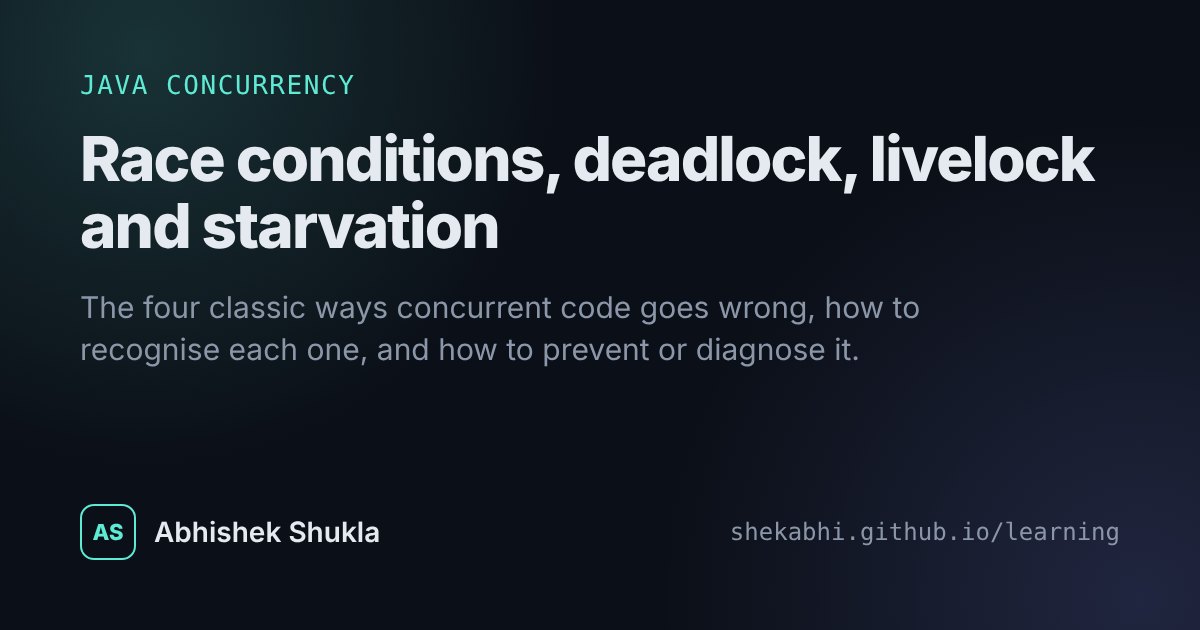 JAVA CONCURRENCY
Race conditions, deadlock, livelock
and starvation
The four classic ways concurrent code goes wrong, how to
recognise each one, and how to prevent or diagnose it.
AS
Abhishek Shukla
shekabhi.github.io/learning